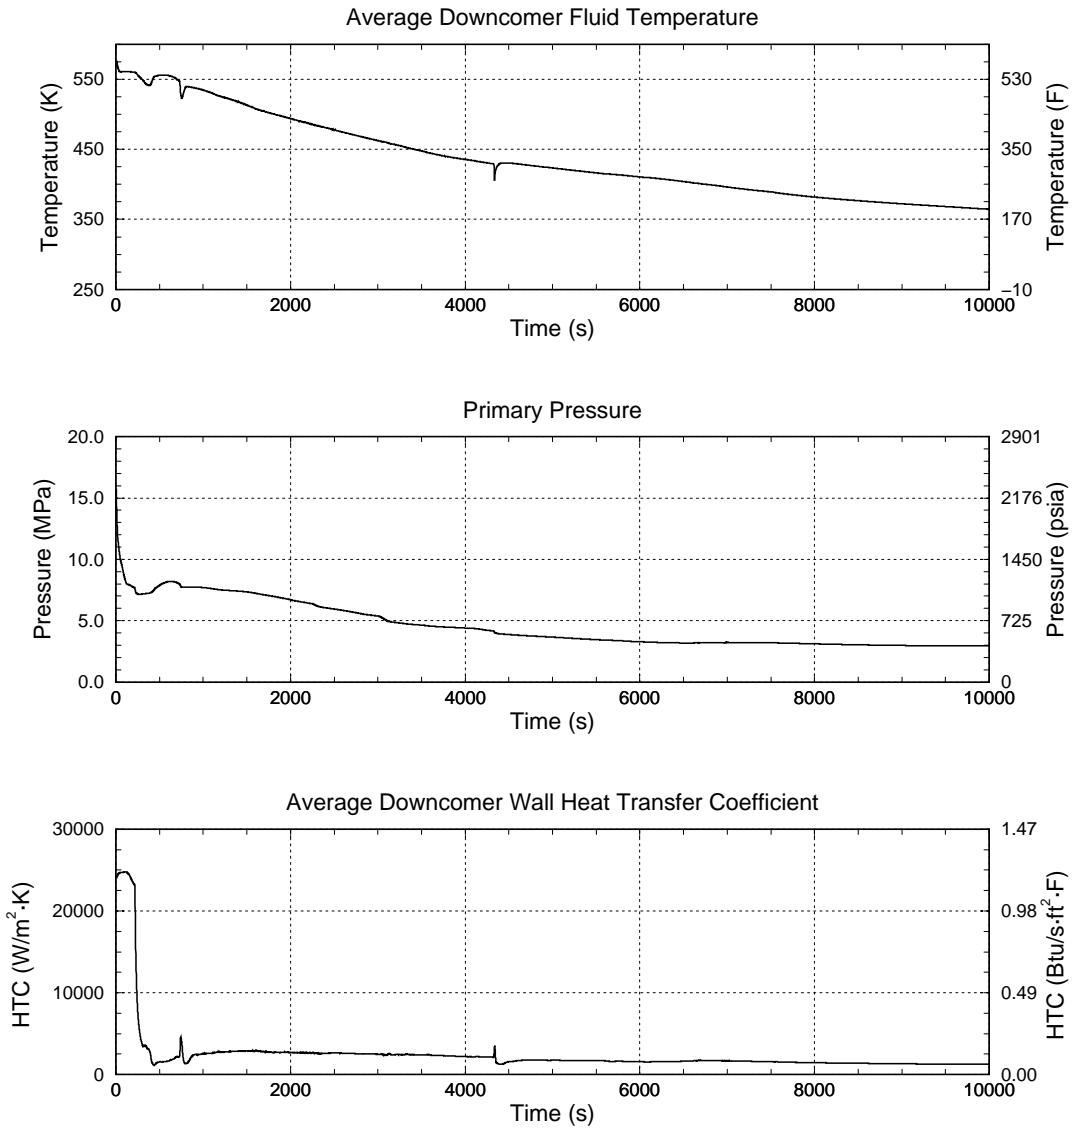 Average Downcomer Fluid Temperature
550
450
350
250
Temperature (K)
530
350
170
−10
Temperature (F)
0 2000 4000 6000 8000 10000
Time (s)
Primary Pressure
20.0
15.0
10.0
5.0
0.0
Pressure (MPa)
2901
2176
1450
725
0
Pressure (psia)
0 2000 4000 6000 8000 10000
Time (s)
Average Downcomer Wall Heat Transfer Coefficient
30000
20000
10000
0
HTC (W/m²·K)
1.47
0.98
0.49
0.00
HTC (Btu/s·ft²·F)
0 2000 4000 6000 8000 10000
Time (s)